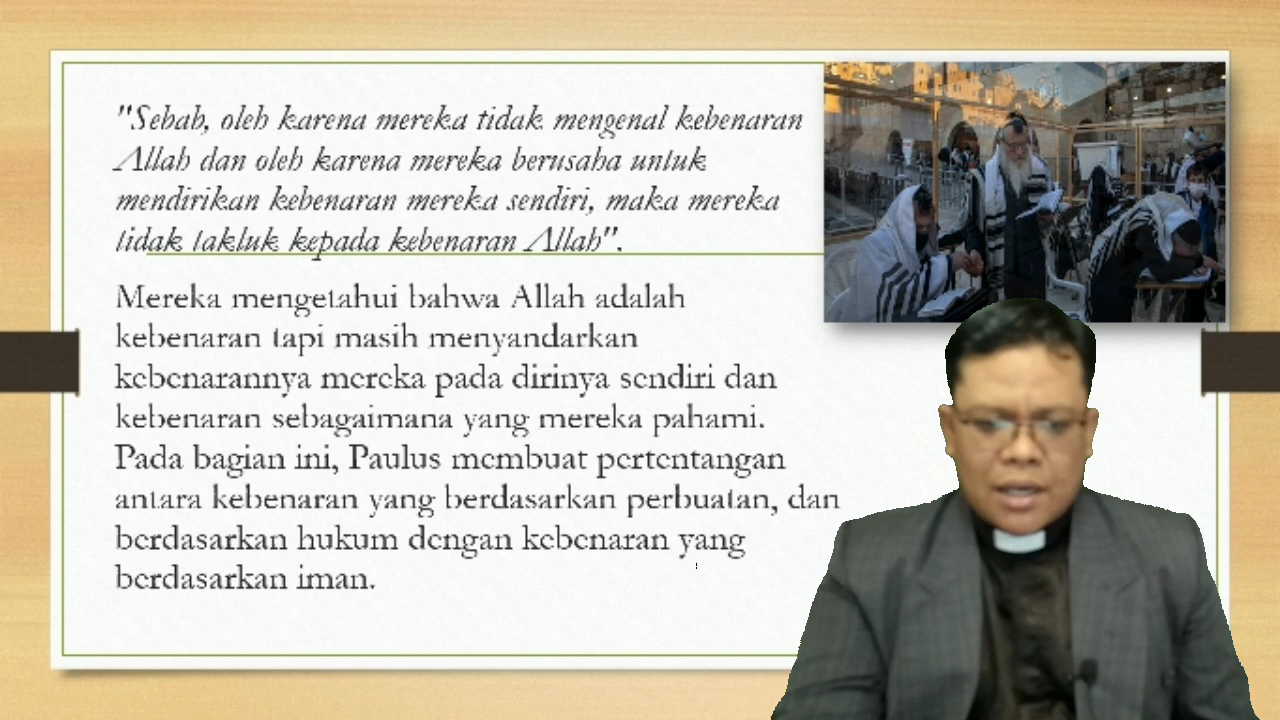 "Sebab, oleh karena mereka tidak mengenal kebenaran
Allah dan oleh karena mereka berusaha untuk
mendirikan kebenaran mereka sendiri, maka mereka
tidak takluk kepada kebenaran Allah".
Mereka mengetahui bahwa Allah adalah
kebenaran tapi masih menyandarkan
kebenarannya mereka pada dirinya sendiri dan
kebenaran sebagaimana yang mereka pahami.
Pada bagian ini, Paulus membuat pertentangan
antara kebenaran yang berdasarkan perbuatan, dan
berdasarkan hukum dengan kebenaran yang
berdasarkan iman.